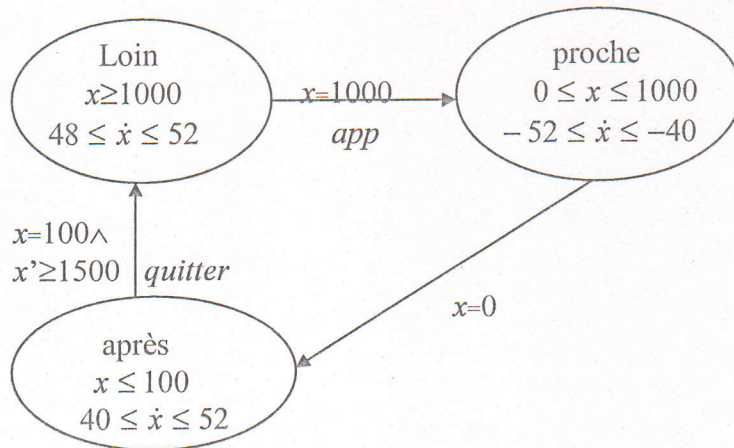 Loin
x≥1000
48 ≤ ẋ ≤ 52
x=1000
app
proche
0 ≤ x ≤ 1000
− 52 ≤ ẋ ≤ −40
x=100∧
x’≥1500 quitter
x=0
après
x ≤ 100
40 ≤ ẋ ≤ 52